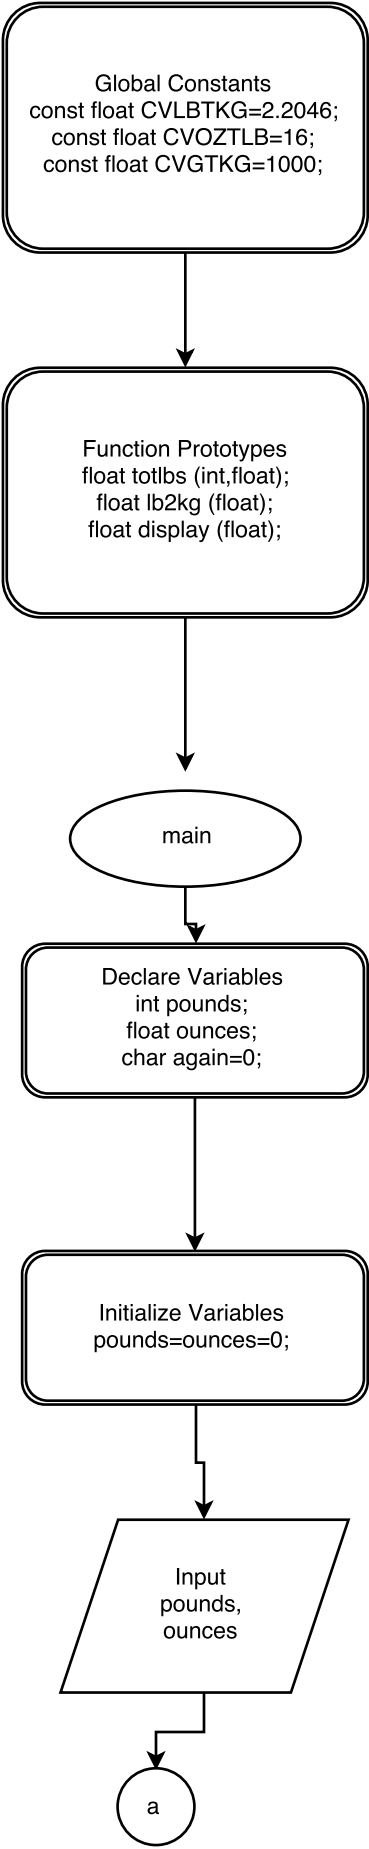 Global Constants
const float CVLBTKG=2.2046;
const float CVOZTLB=16;
const float CVGTKG=1000;
Function Prototypes
float totlbs (int,float);
float lb2kg (float);
float display (float);
main
Declare Variables
int pounds;
float ounces;
char again=0;
Initialize Variables
pounds=ounces=0;
Input
pounds,
ounces
a